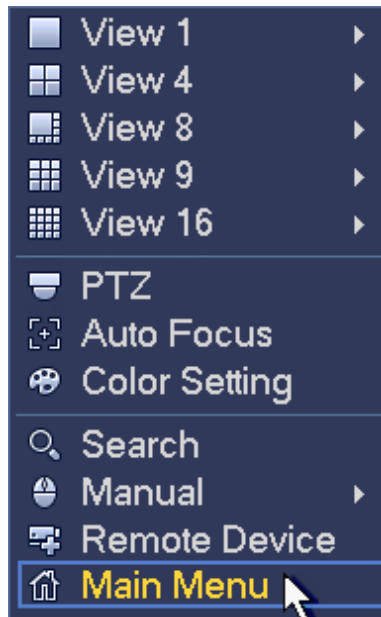 View 1
View 4
View 8
View 9
View 16
PTZ
Auto Focus
Color Setting
Search
Manual
Remote Device
Main Menu